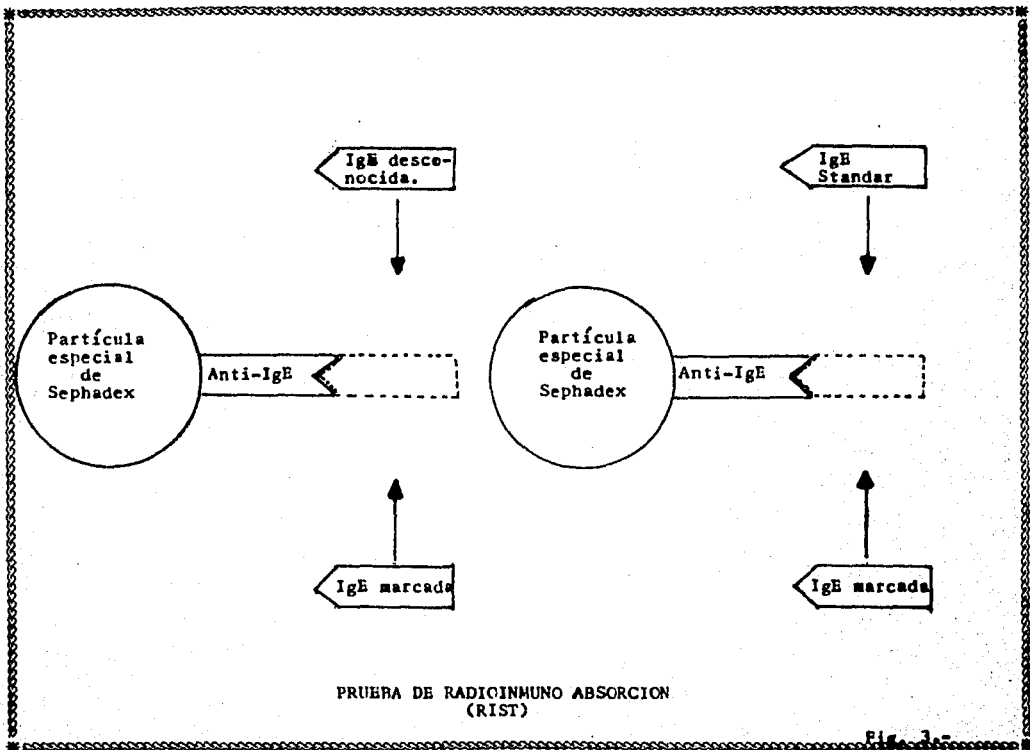 IgE desco-
nocida.
IgE
Standar
Partícula
especial
de
Sephadex
Anti-IgE
Partícula
especial
de
Sephadex
Anti-IgE
IgE marcada
IgE marcada
PRUEBA DE RADIOINMUNO ABSORCION
(RIST)
Fig. 3.-